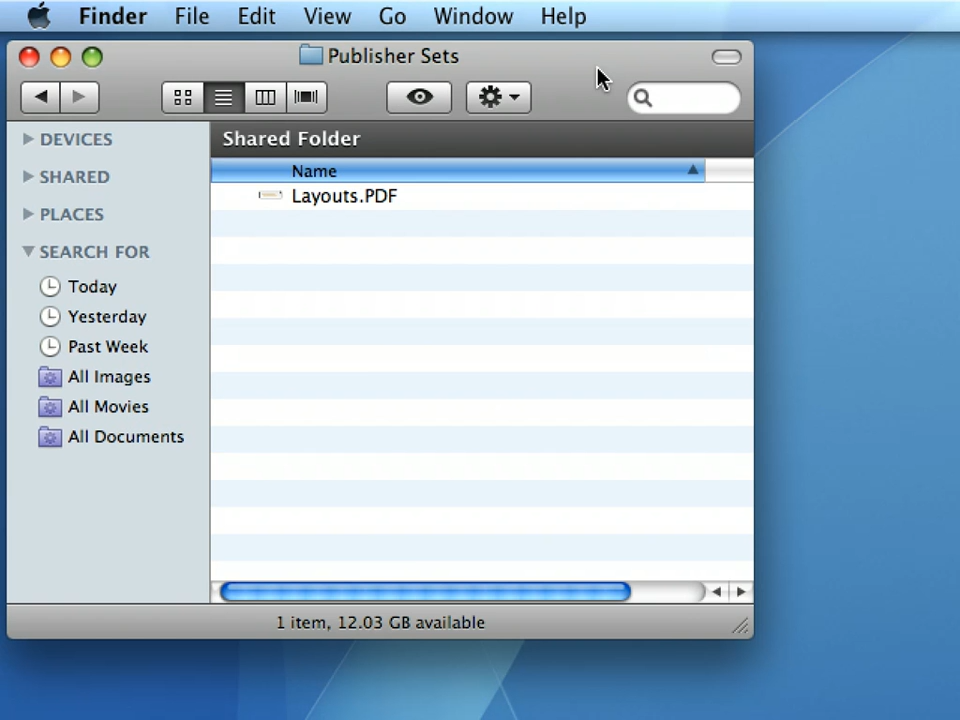 Finder File Edit View Go Window Help
Publisher Sets
DEVICES
SHARED
PLACES
SEARCH FOR
Today
Yesterday
Past Week
All Images
All Movies
All Documents
Shared Folder
Name
Layouts.PDF
1 item, 12.03 GB available